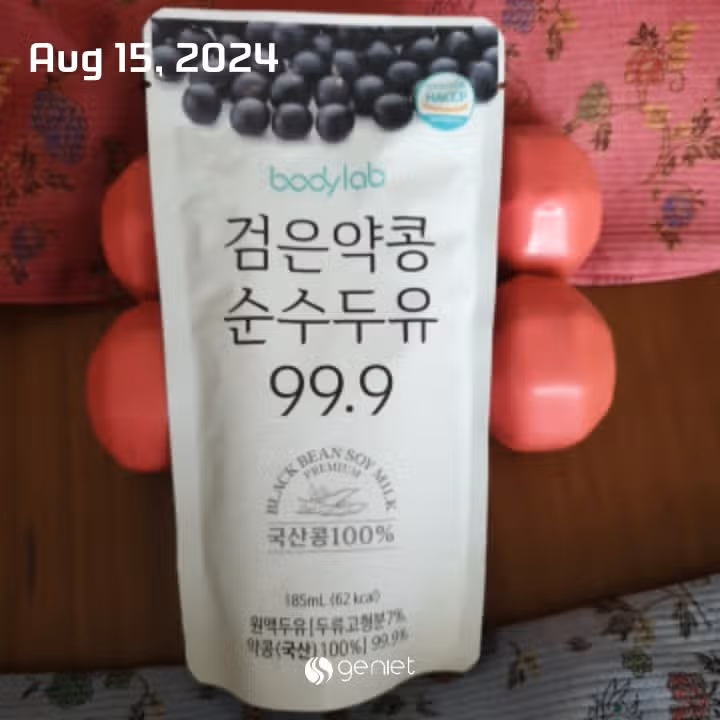 Aug 15, 2024
HACCP
bodylab
검은약콩
순수두유
99.9
BLACK BEAN SOY MILK
PREMIUM
국산콩100%
185mL (62 kcal)
원액두유|두류고형분7%,
약콩(국산)100%| 99.9%
geniet